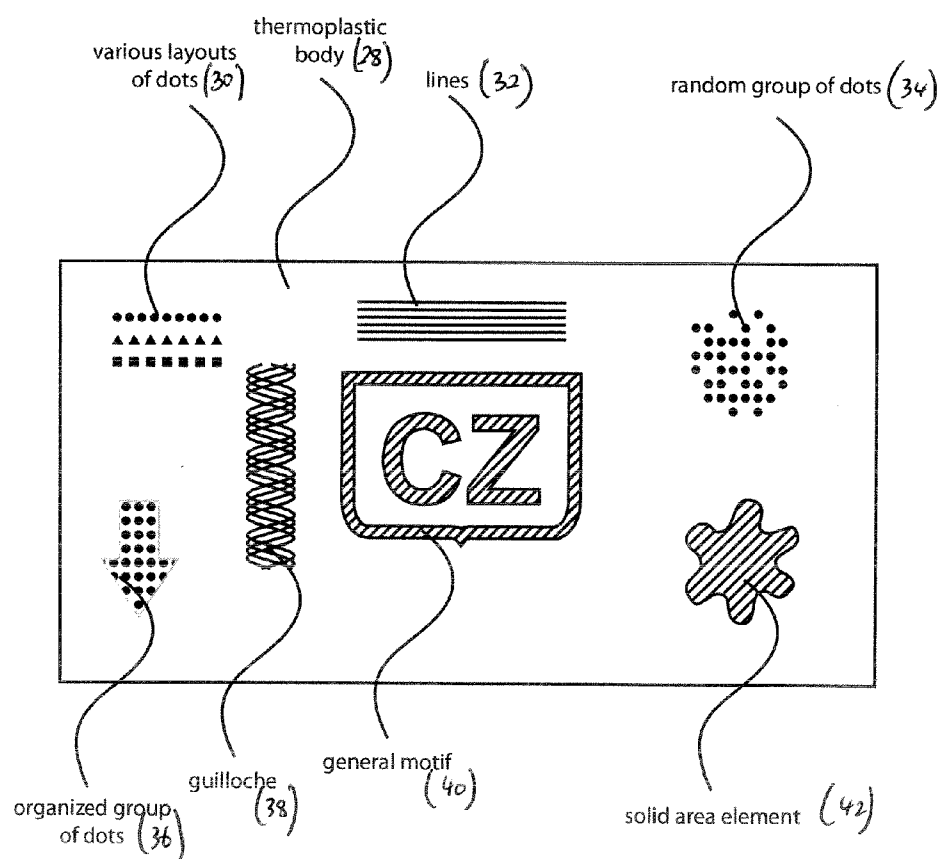 thermoplastic
body (28)
various layouts
of dots (30)
lines (32)
random group of dots (34)
CZ
organized group
of dots (36)
guilloche
(38)
general motif
(40)
solid area element (42)